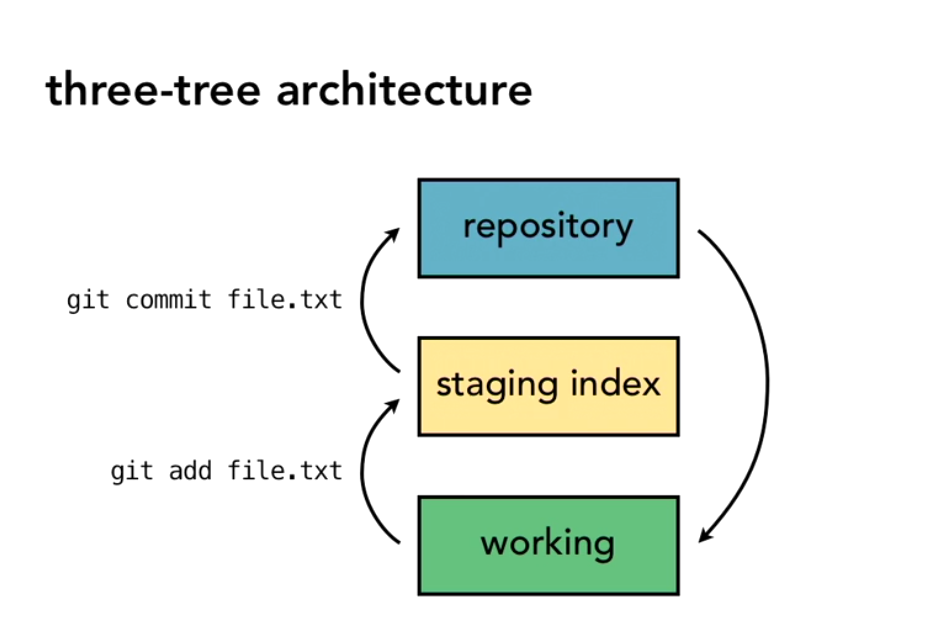 three-tree architecture
repository
git commit file.txt
staging index
git add file.txt
working